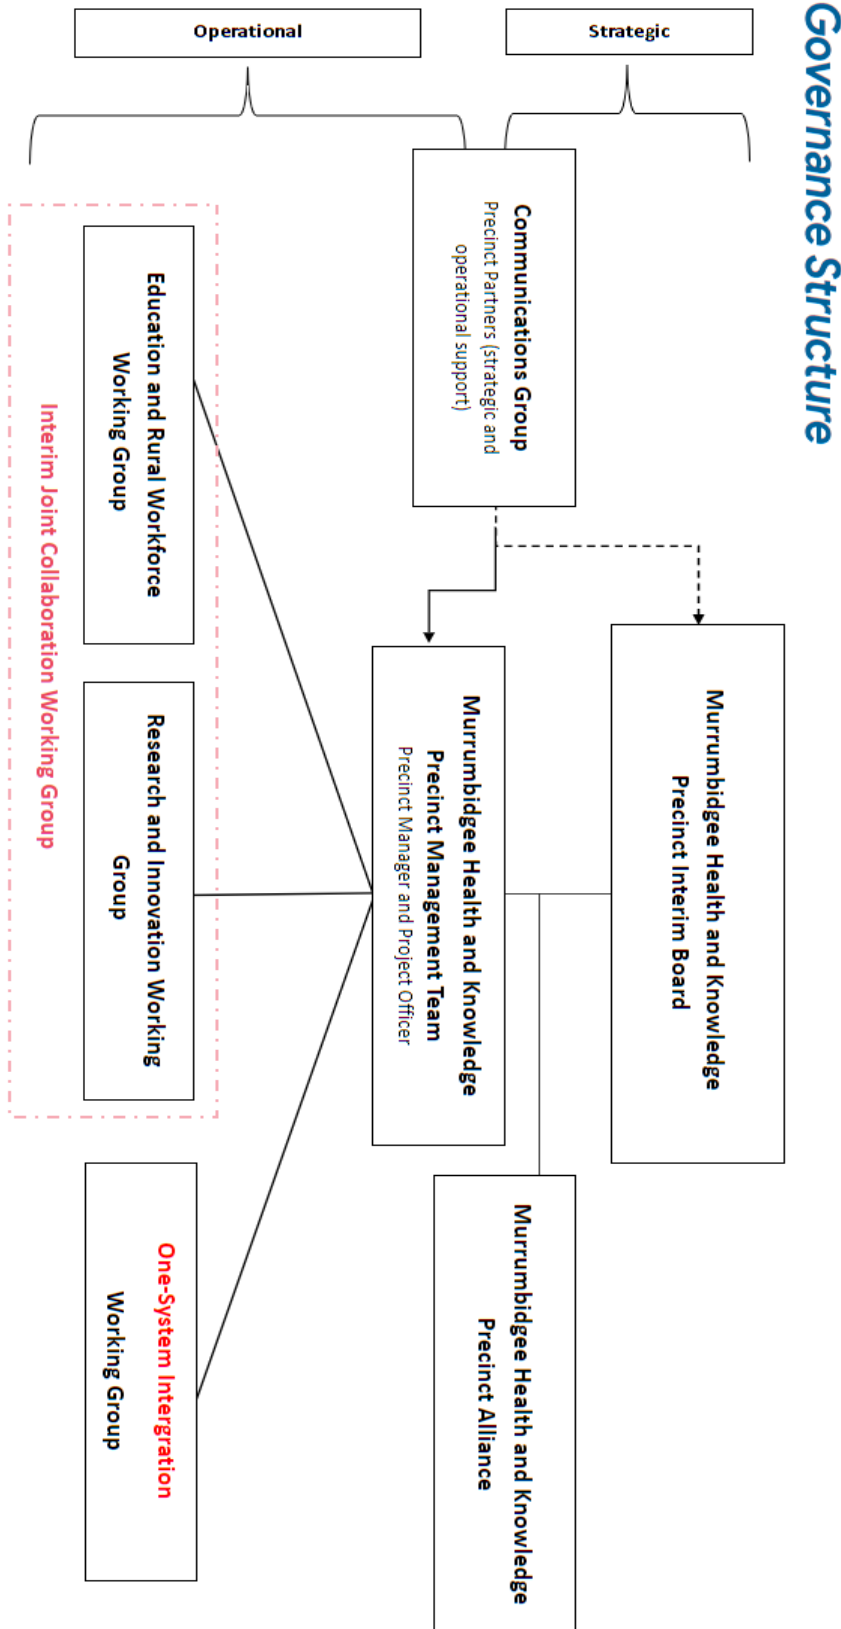 Governance Structure
Strategic
Operational
Murrumbidgee Health and Knowledge
Precinct Interim Board
Communications Group
Precinct Partners (strategic and
operational support)
Murrumbidgee Health and Knowledge
Precinct Alliance
Murrumbidgee Health and Knowledge
Precinct Management Team
Precinct Manager and Project Officer
Education and Rural Workforce
Working Group
Research and Innovation Working
Group
One-System Intergration
Working Group
Interim Joint Collaboration Working Group